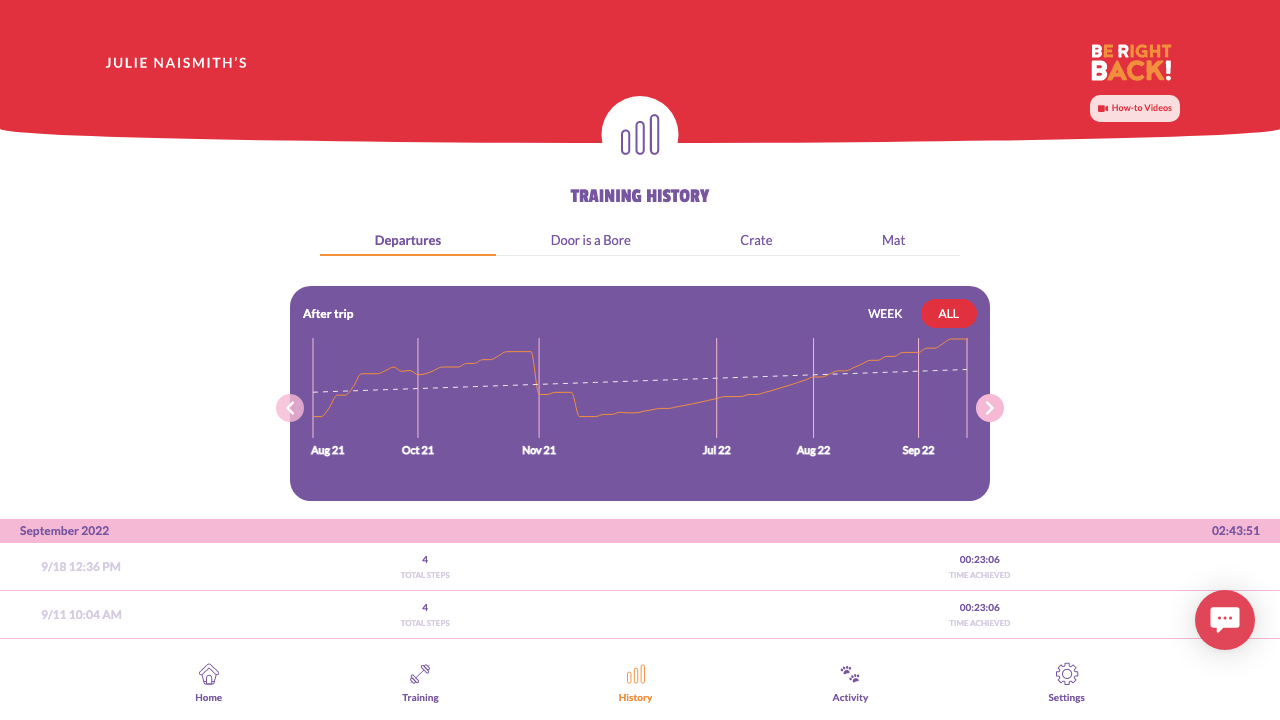 JULIE NAISMITH'S
BE RIGHT
BACK!
How-to Videos
TRAINING HISTORY
Departures
Door is a Bore
Crate
Mat
After trip
WEEK
ALL
Aug 21
Oct 21
Nov 21
Jul 22
Aug 22
Sep 22
September 2022
02:43:51
9/18 12:36 PM
4
TOTAL STEPS
00:23:06
TIME ACHIEVED
9/11 10:04 AM
4
TOTAL STEPS
00:23:06
TIME ACHIEVED
Home
Training
History
Activity
Settings